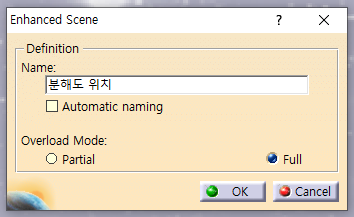 Enhanced Scene
Definition
Name:
분해도 위치
Automatic naming
Overload Mode:
Partial Full
OK Cancel